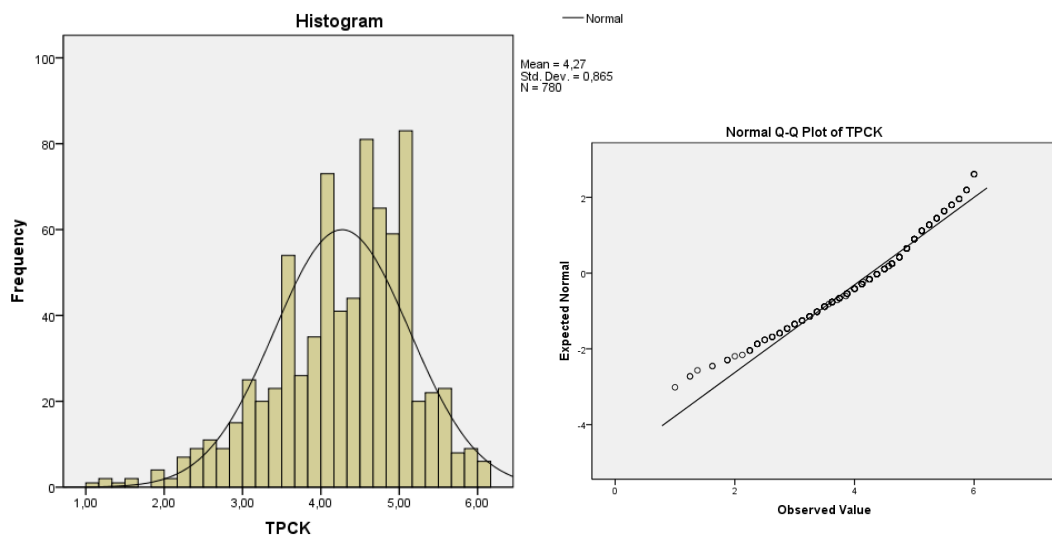 Histogram
Normal
Mean = 4,27
Std. Dev. = 0,865
N = 780
100
80
60
40
20
0
Frequency
1,00 2,00 3,00 4,00 5,00 6,00
TPCK
Normal Q-Q Plot of TPCK
2
0
-2
-4
Expected Normal
0 2 4 6
Observed Value